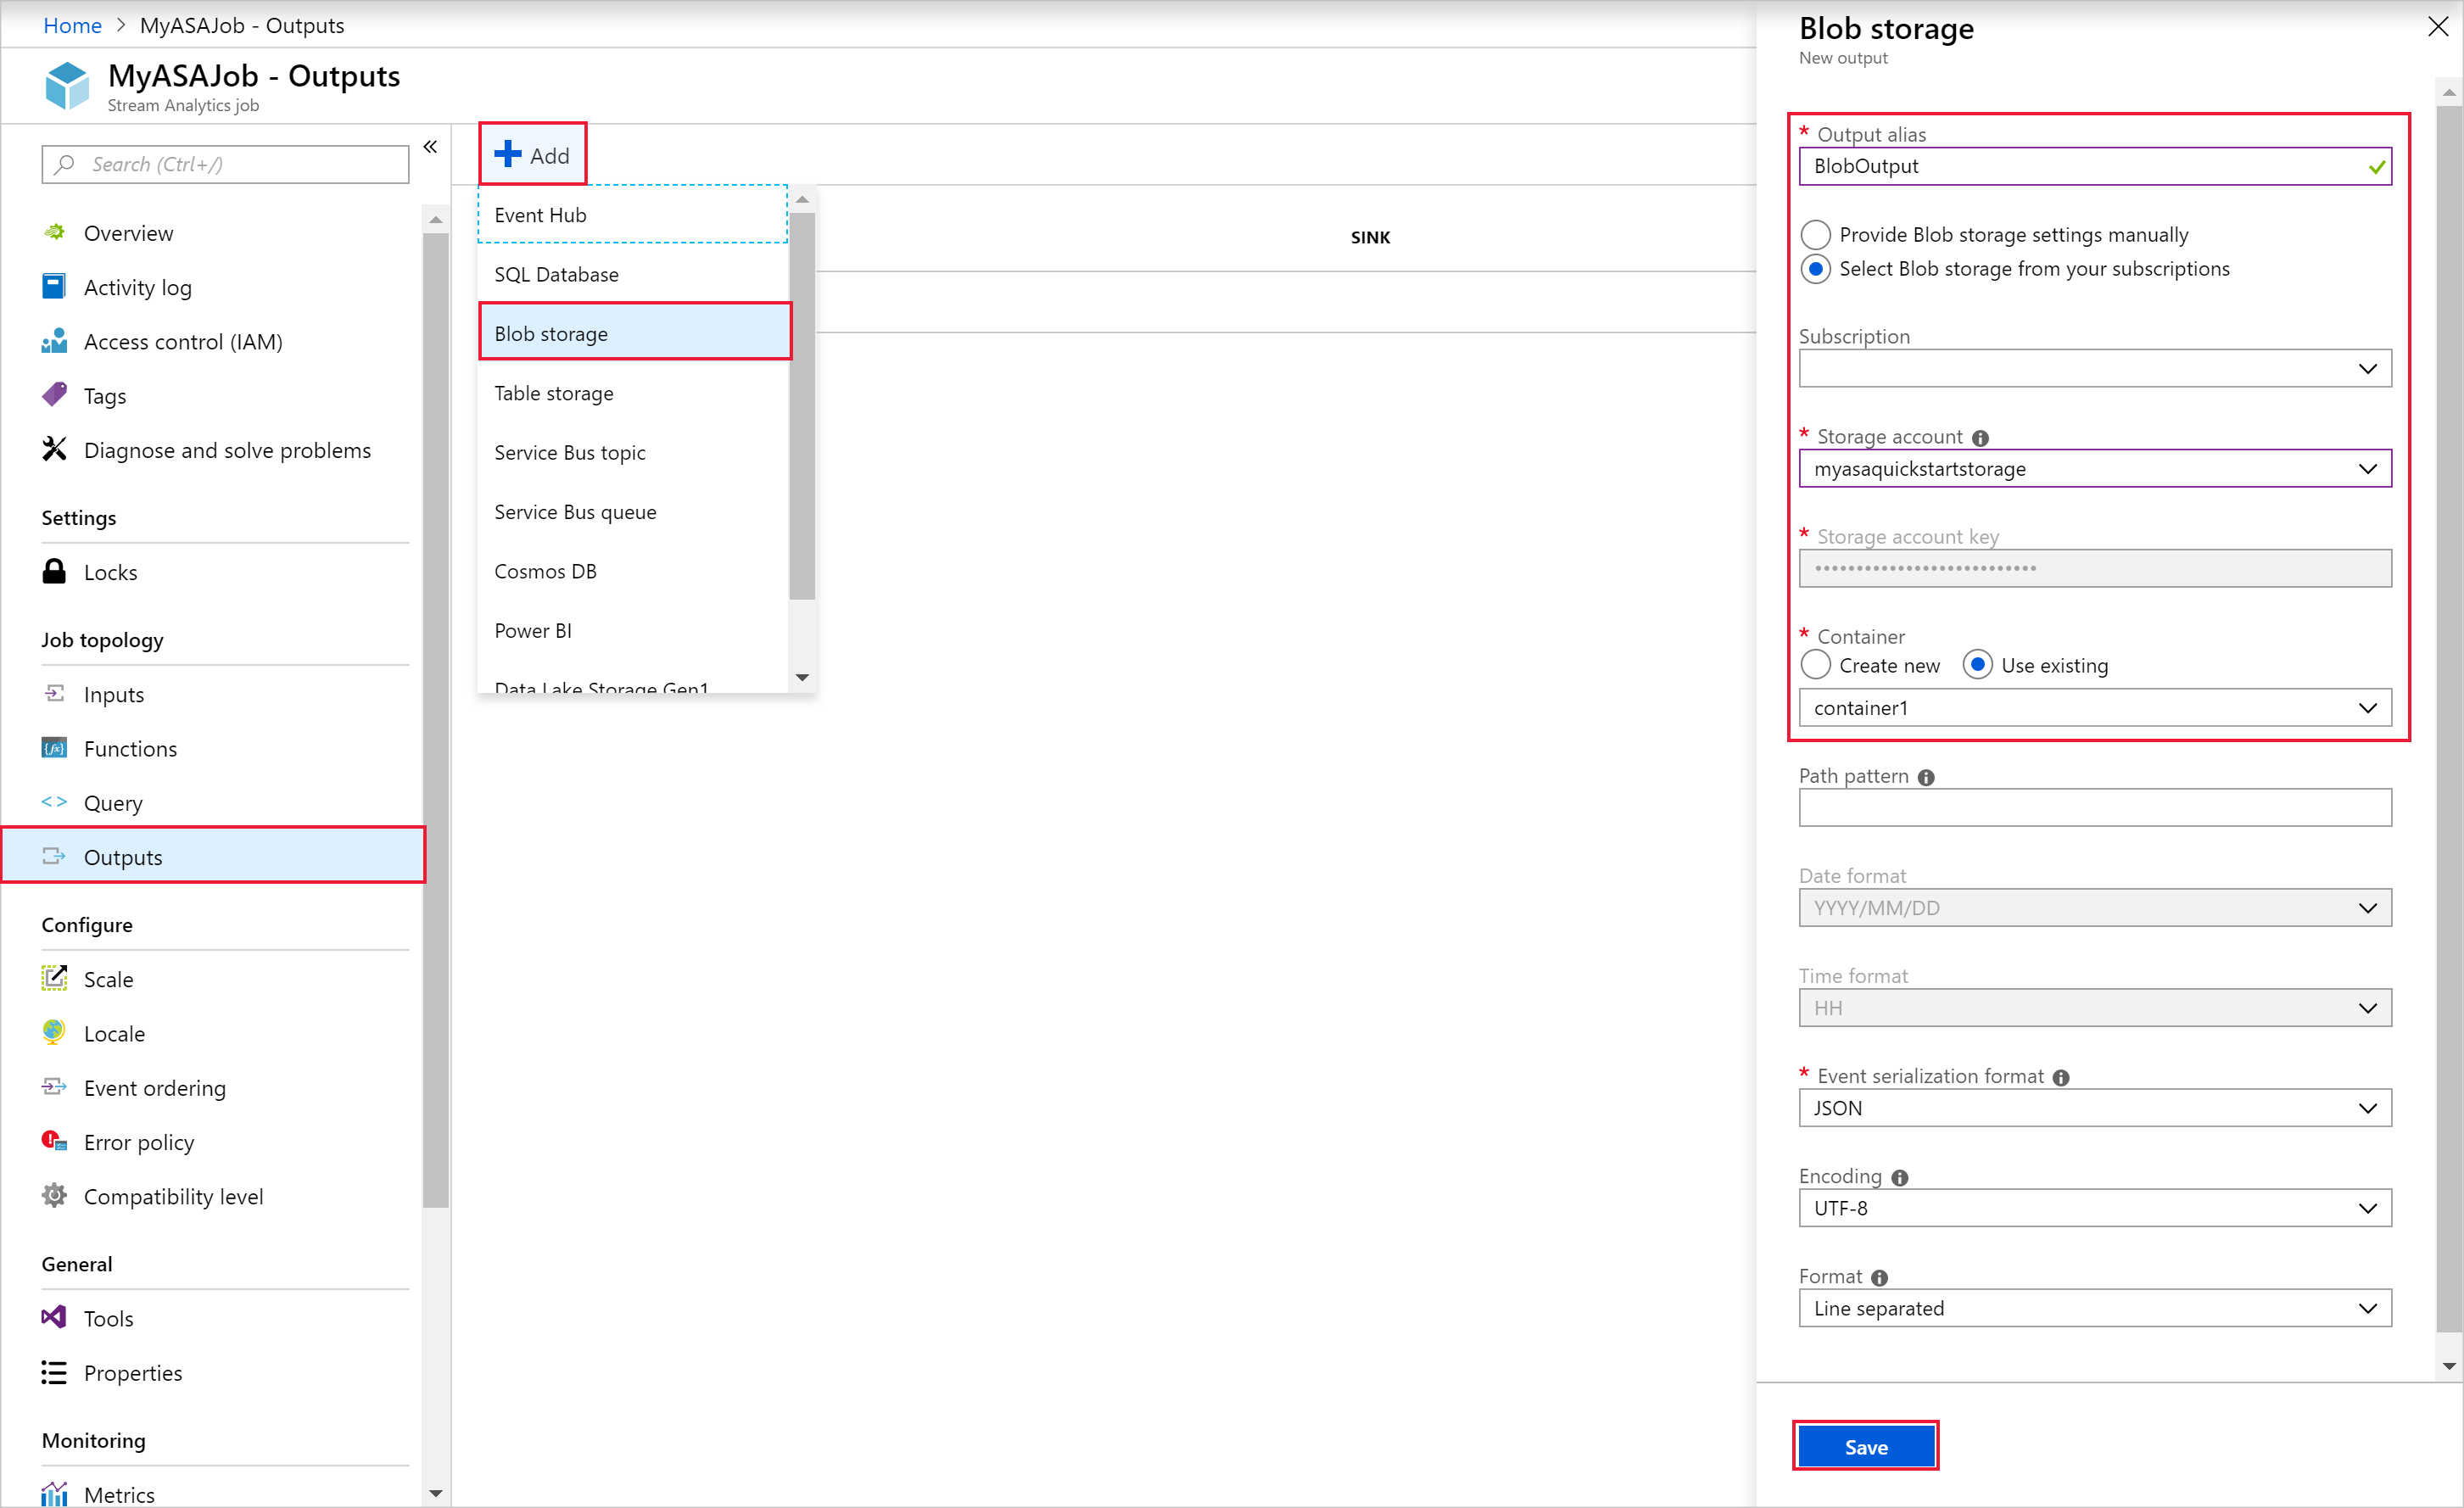 Home > MyASAJob - Outputs
MyASAJob - Outputs
Stream Analytics job
Search (Ctrl+/)
«
Overview
Activity log
Access control (IAM)
Tags
Diagnose and solve problems
Settings
Locks
Job topology
Inputs
Functions
Query
Outputs
Configure
Scale
Locale
Event ordering
Error policy
Compatibility level
General
Tools
Properties
Monitoring
Metrics
Add
Event Hub
SQL Database
Blob storage
Table storage
Service Bus topic
Service Bus queue
Cosmos DB
Power BI
Data Lake Storage Gen1
SINK
Blob storage
New output
* Output alias
BlobOutput
Provide Blob storage settings manually
Select Blob storage from your subscriptions
Subscription
* Storage account
myasaquickstartstorage
* Storage account key
•••••••••••••••••••••••••••
* Container
Create new Use existing
container1
Path pattern
Date format
YYYY/MM/DD
Time format
HH
* Event serialization format
JSON
Encoding
UTF-8
Format
Line separated
Save